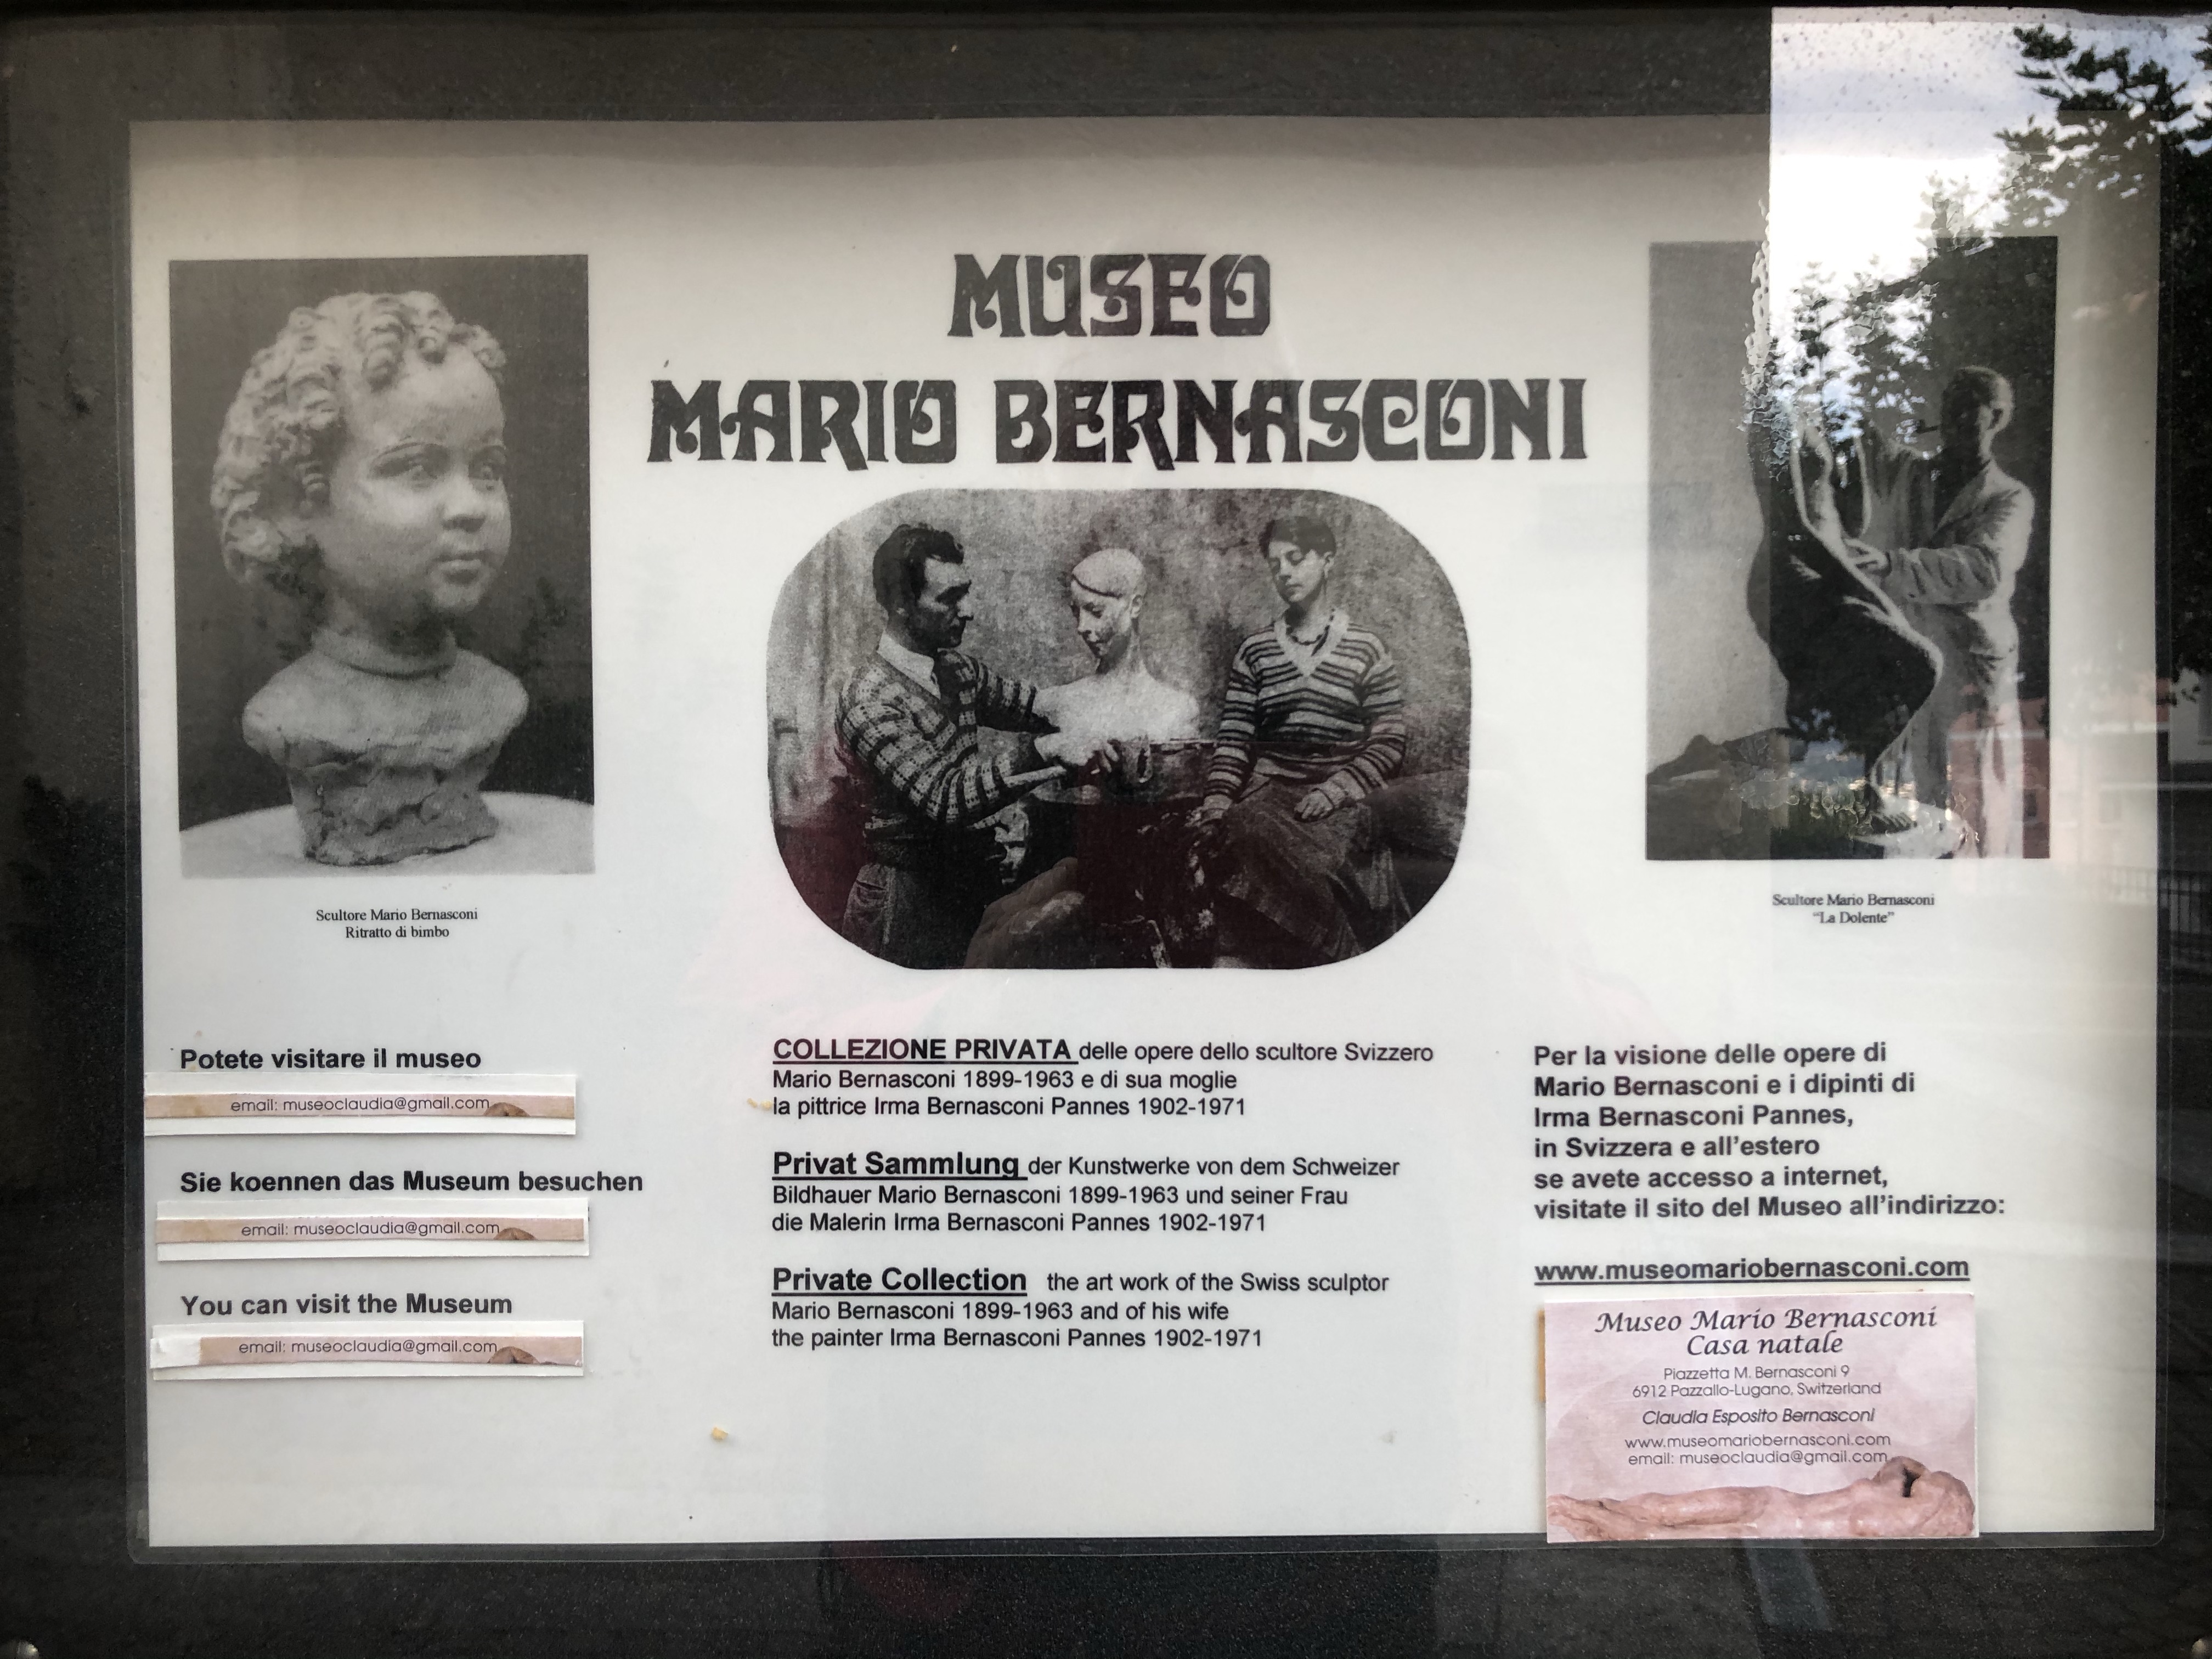 MUSEO
MARIO BERNASCONI
Scultore Mario Bernasconi
Ritratto di bimbo
Scultore Mario Bernasconi
“La Dolente”
Potete visitare il museo
email: museoclaudia@gmail.com
Sie koennen das Museum besuchen
email: museoclaudia@gmail.com
You can visit the Museum
email: museoclaudia@gmail.com
COLLEZIONE PRIVATA delle opere dello scultore Svizzero
Mario Bernasconi 1899-1963 e di sua moglie
la pittrice Irma Bernasconi Pannes 1902-1971
Privat Sammlung der Kunstwerke von dem Schweizer
Bildhauer Mario Bernasconi 1899-1963 und seiner Frau
die Malerin Irma Bernasconi Pannes 1902-1971
Private Collection the art work of the Swiss sculptor
Mario Bernasconi 1899-1963 and of his wife
the painter Irma Bernasconi Pannes 1902-1971
Per la visione delle opere di
Mario Bernasconi e i dipinti di
Irma Bernasconi Pannes,
in Svizzera e all’estero
se avete accesso a internet,
visitate il sito del Museo all’indirizzo:
www.museomariobernasconi.com
Museo Mario Bernasconi
Casa natale
Piazzetta M. Bernasconi 9
6912 Pazzallo-Lugano, Switzerland
Claudia Esposito Bernasconi
www.museomariobernasconi.com
email: museoclaudia@gmail.com